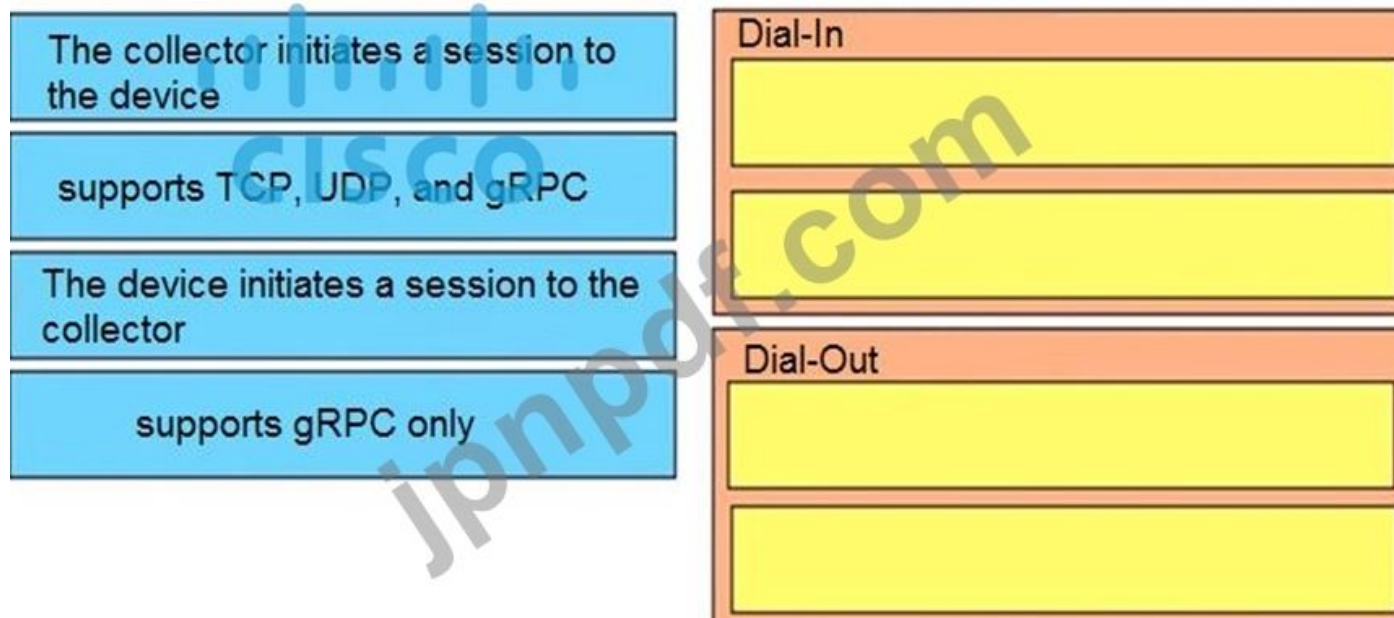 The collector initiates a session to
the device
CISCO
supports TCP, UDP, and gRPC
The device initiates a session to the
collector
supports gRPC only
Dial-In
Dial-Out
jpnpdf.com